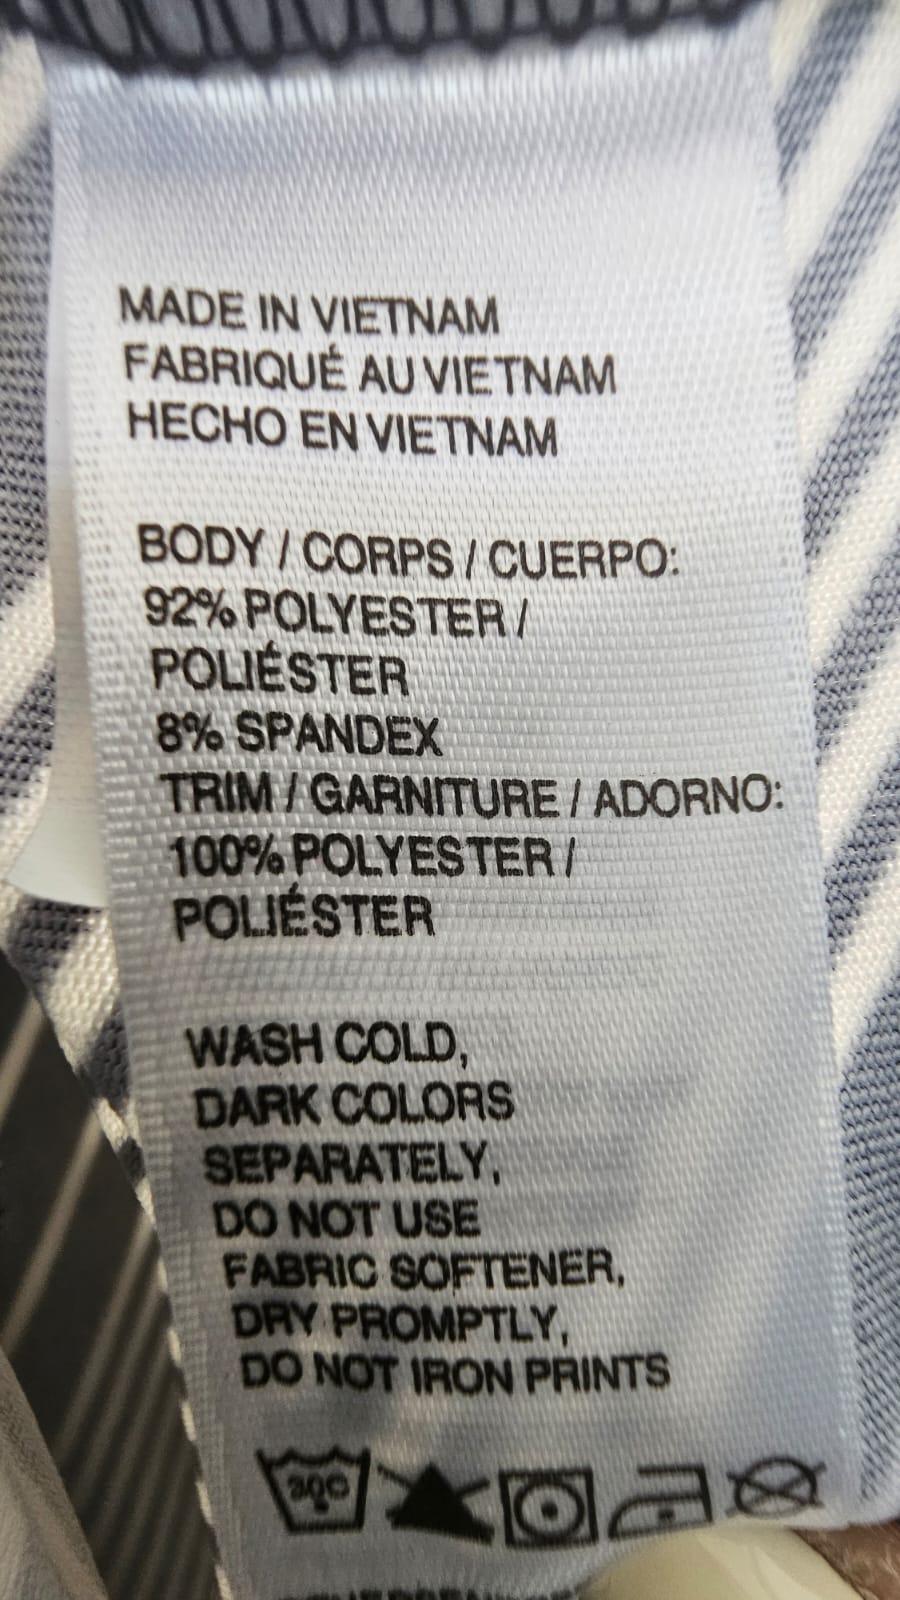 MADE IN VIETNAM
FABRIQUÉ AU VIETNAM
HECHO EN VIETNAM
BODY / CORPS / CUERPO:
92% POLYESTER /
POLIÉSTER
8% SPANDEX
TRIM / GARNITURE / ADORNO:
100% POLYESTER /
POLIÉSTER
WASH COLD,
DARK COLORS
SEPARATELY,
DO NOT USE
FABRIC SOFTENER,
DRY PROMPTLY,
DO NOT IRON PRINTS
30C